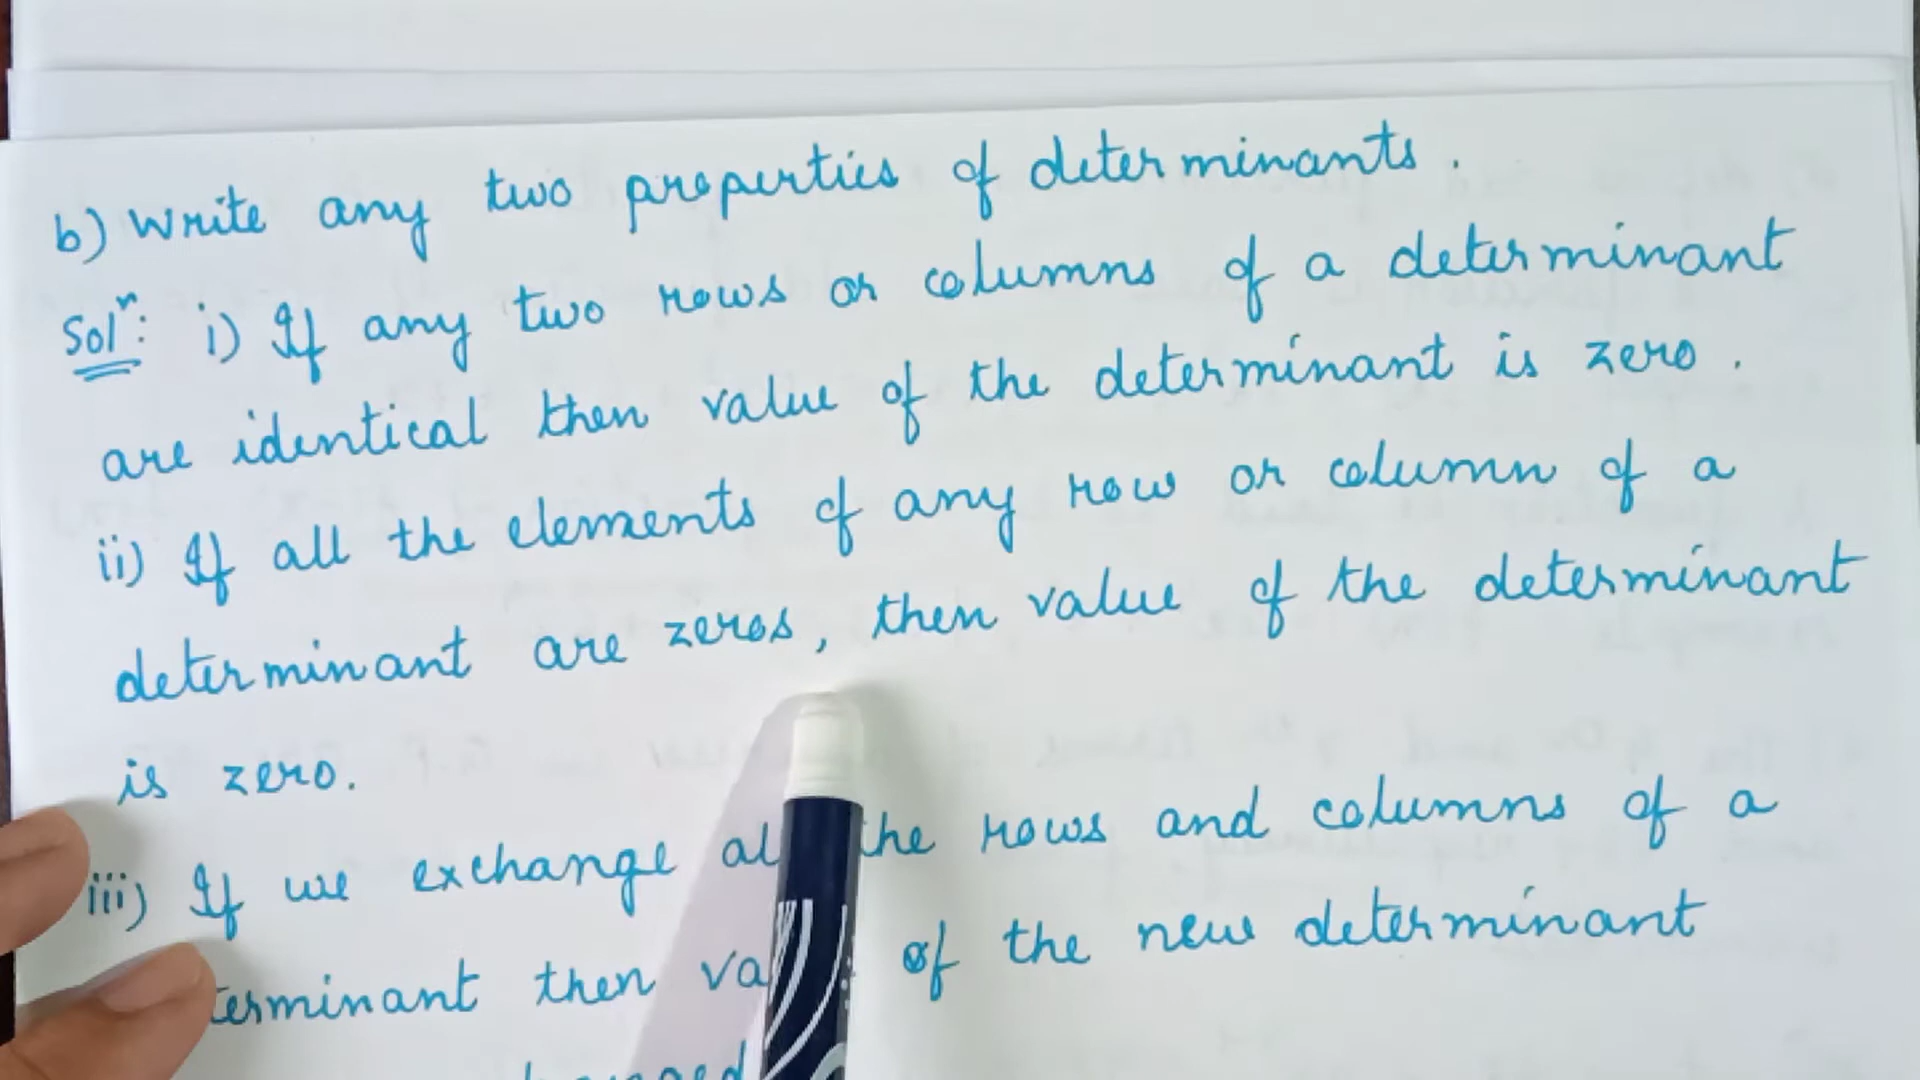 b) Write any two properties of determinants.
Solⁿ: i) If any two rows or columns of a determinant
are identical then value of the determinant is zero.
ii) If all the elements of any row or column of a
determinant are zeros, then value of the determinant
is zero.
iii) If we exchange the rows and columns of a
then of the new determinant